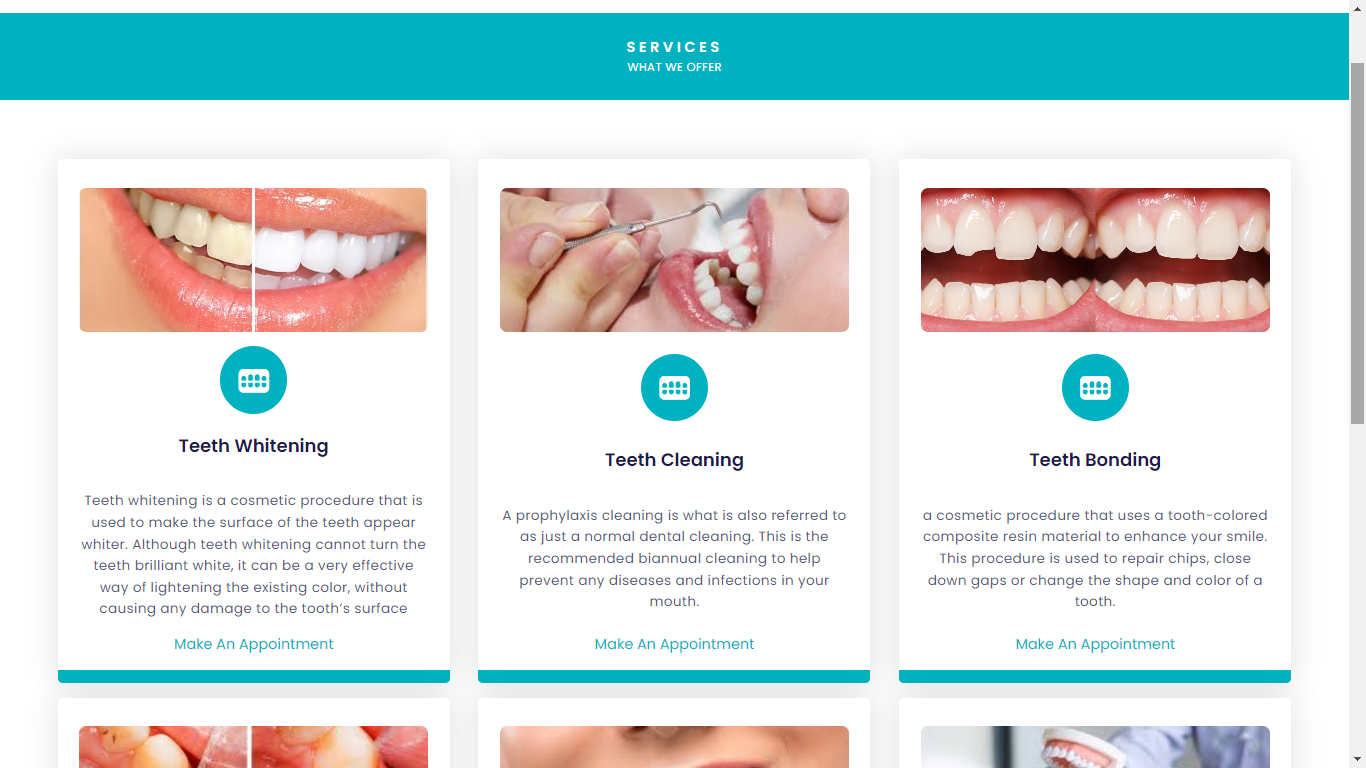 SERVICES
WHAT WE OFFER
Teeth Whitening
Teeth whitening is a cosmetic procedure that is
used to make the surface of the teeth appear
whiter. Although teeth whitening cannot turn the
teeth brilliant white, it can be a very effective
way of lightening the existing color, without
causing any damage to the tooth’s surface
Make An Appointment
Teeth Cleaning
A prophylaxis cleaning is what is also referred to
as just a normal dental cleaning. This is the
recommended biannual cleaning to help
prevent any diseases and infections in your
mouth.
Make An Appointment
Teeth Bonding
a cosmetic procedure that uses a tooth-colored
composite resin material to enhance your smile.
This procedure is used to repair chips, close
down gaps or change the shape and color of a
tooth.
Make An Appointment